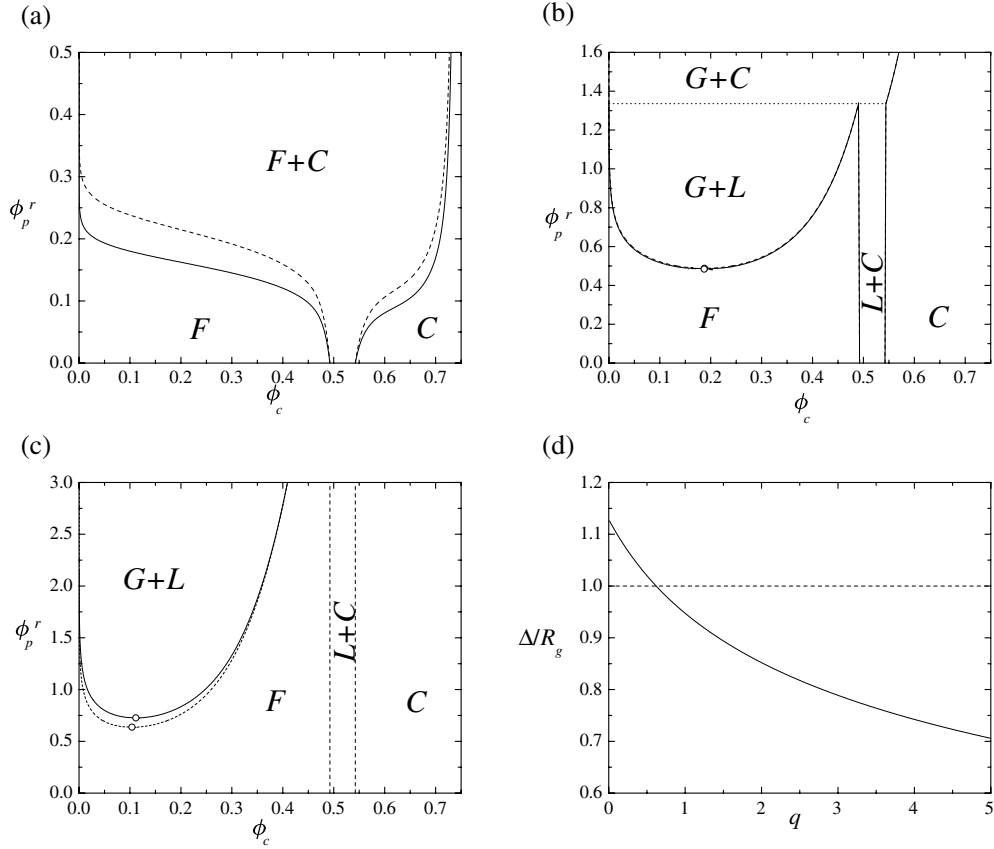 (a)
0.5
0.4
0.3
0.2
0.1
0.0
ϕ_p^r
F+C
F
C
0.0 0.1 0.2 0.3 0.4 0.5 0.6 0.7
ϕ_c
(b)
1.6
1.4
1.2
1.0
0.8
0.6
0.4
0.2
0.0
ϕ_p^r
G+C
G+L
F
L+C
C
0.0 0.1 0.2 0.3 0.4 0.5 0.6 0.7
ϕ_c
(c)
3.0
2.5
2.0
1.5
1.0
0.5
0.0
ϕ_p^r
G+L
F
L+C
C
0.0 0.1 0.2 0.3 0.4 0.5 0.6 0.7
ϕ_c
(d)
1.2
1.1
1.0
0.9
0.8
0.7
0.6
Δ/R_g
0 1 2 3 4 5
q